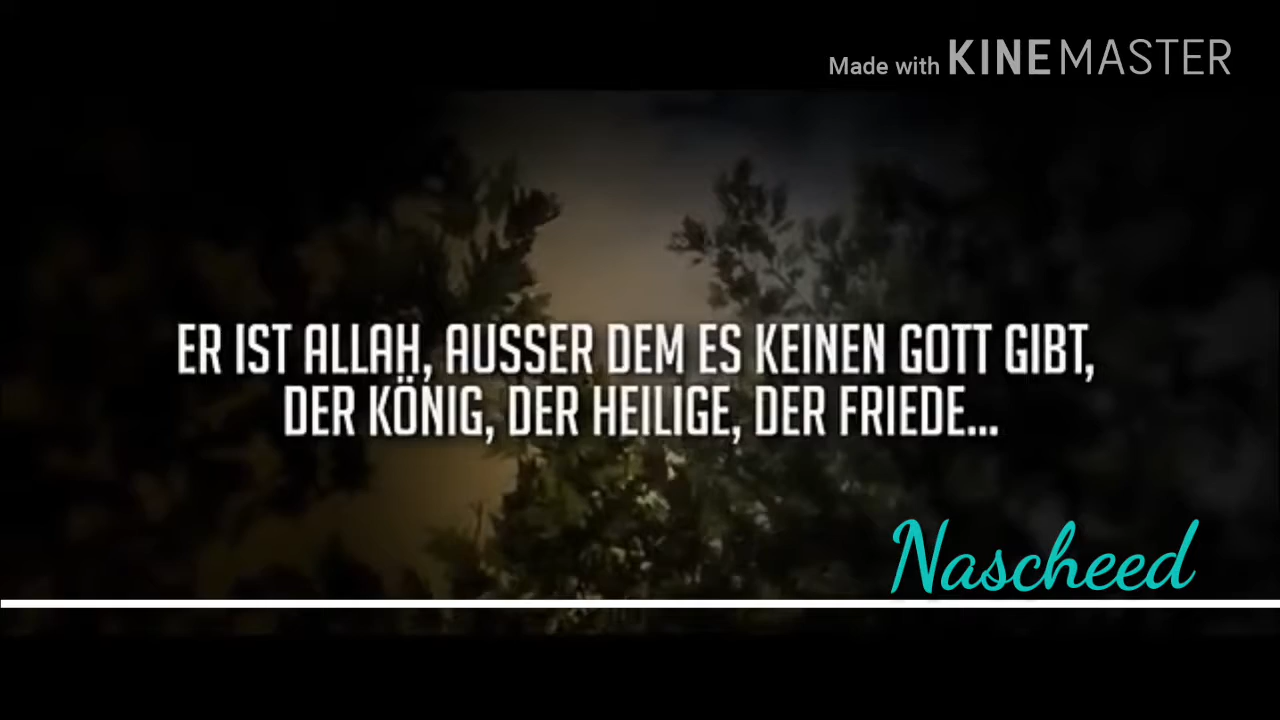 Made with KINEMASTER
ER IST ALLAH, AUSSER DEM ES KEINEN GOTT GIBT,
DER KÖNIG, DER HEILIGE, DER FRIEDE...
Nascheed